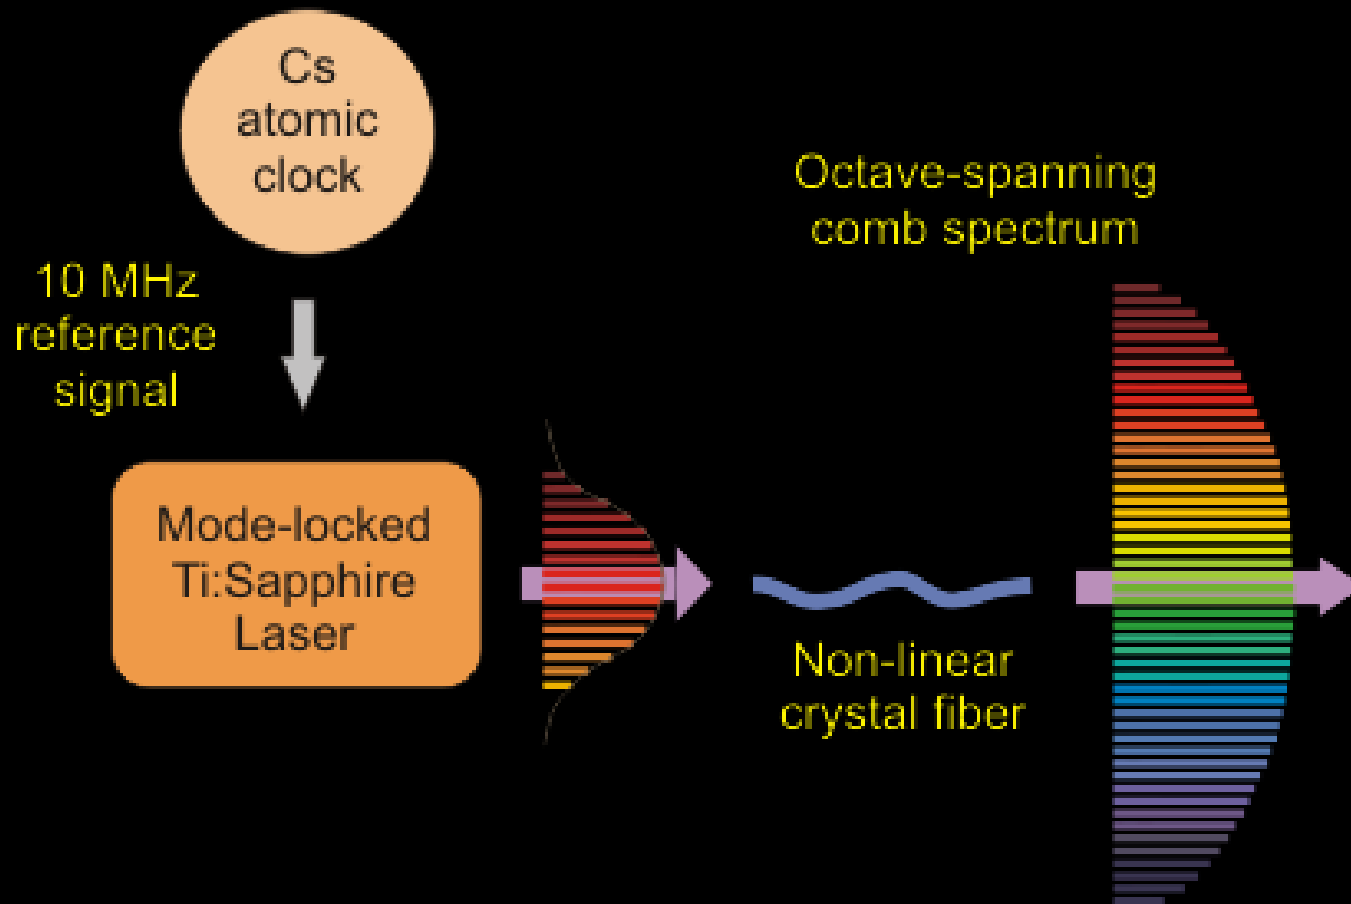 Cs
atomic
clock
10 MHz
reference
signal
Mode-locked
Ti:Sapphire
Laser
Non-linear
crystal fiber
Octave-spanning
comb spectrum